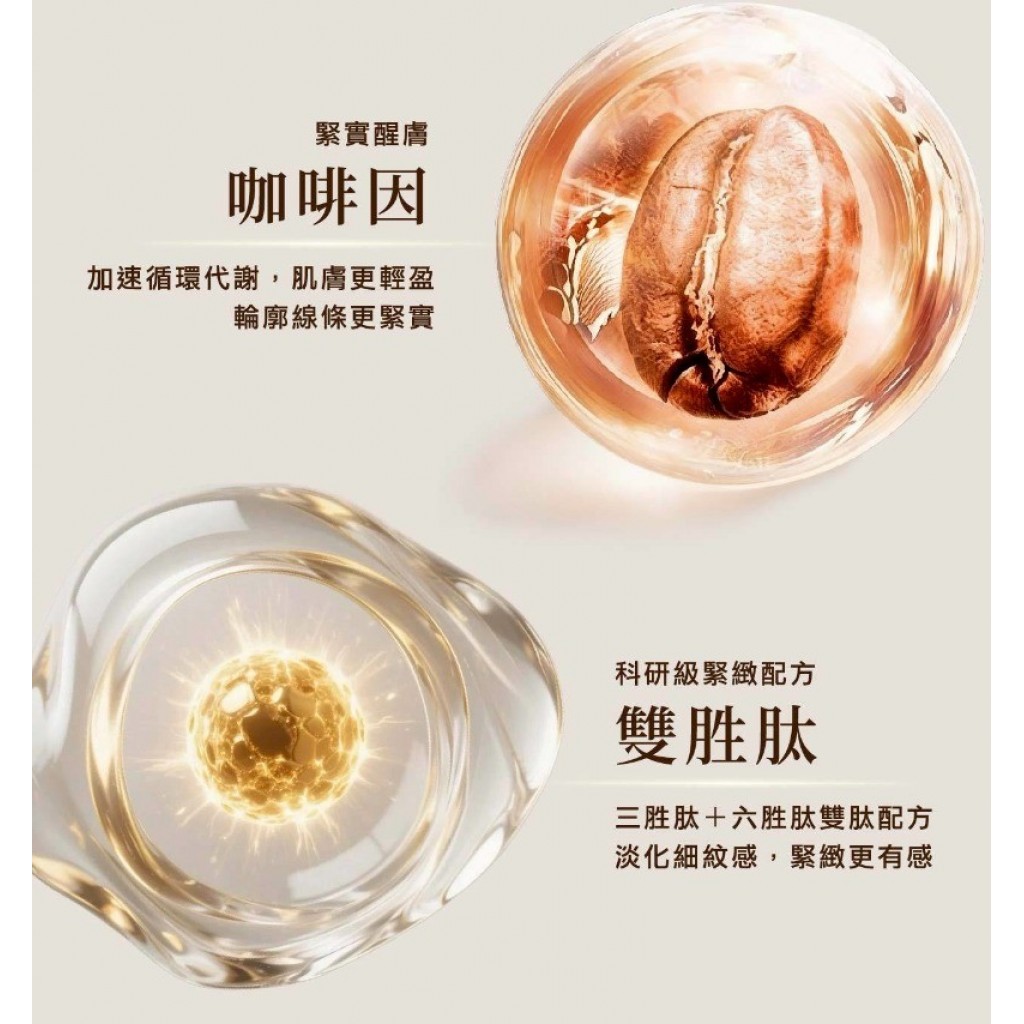 緊實醒膚
咖啡因
加速循環代謝，肌膚更輕盈
輪廓線條更緊實
科研級緊緻配方
雙胜肽
三胜肽＋六胜肽雙肽配方
淡化細紋感，緊緻更有感